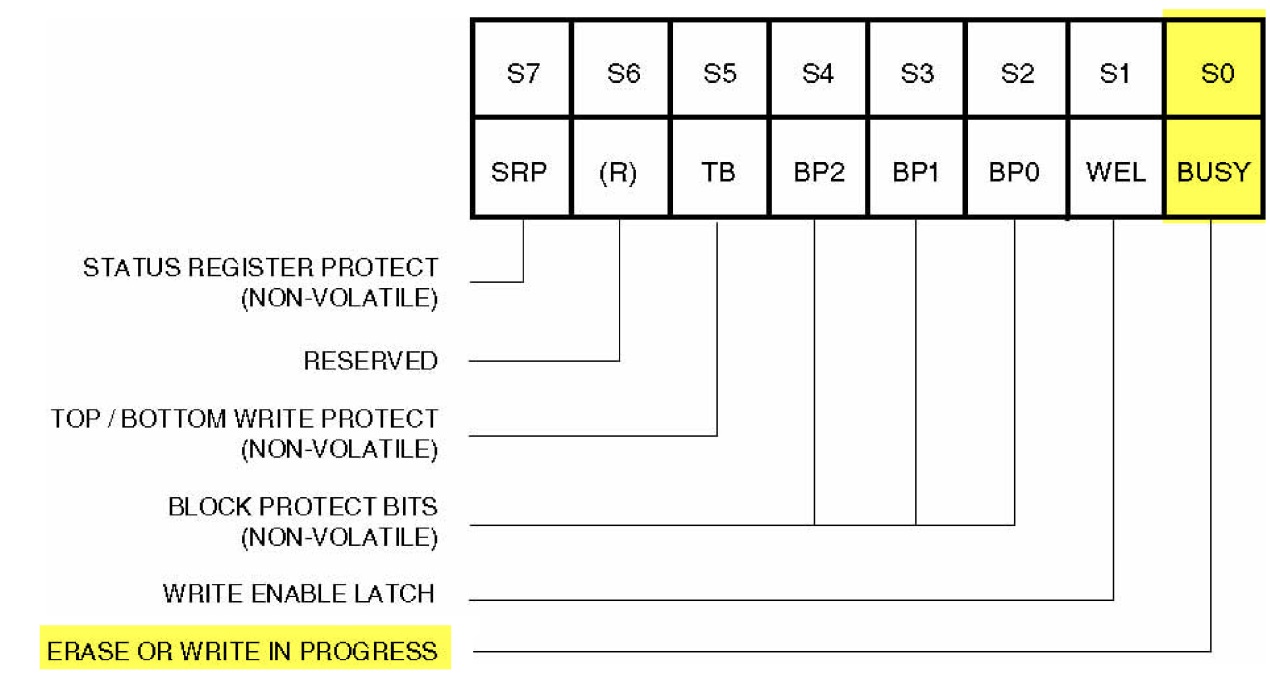 S7 S6 S5 S4 S3 S2 S1 S0
SRP (R) TB BP2 BP1 BP0 WEL BUSY
STATUS REGISTER PROTECT
(NON-VOLATILE)
RESERVED
TOP / BOTTOM WRITE PROTECT
(NON-VOLATILE)
BLOCK PROTECT BITS
(NON-VOLATILE)
WRITE ENABLE LATCH
ERASE OR WRITE IN PROGRESS